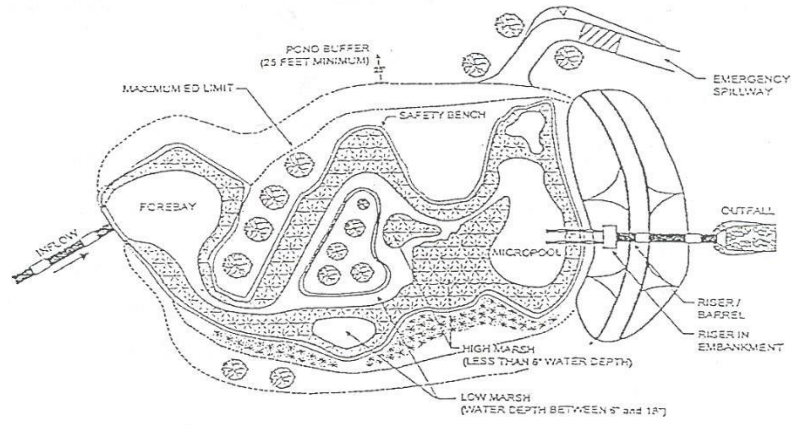 POND BUFFER
(25 FEET MINIMUM)
25'
EMERGENCY
SPILLWAY
MAXIMUM ED LIMIT
SAFETY BENCH
FOREBAY
INFLOW
OUTFALL
MICROPOOL
RISER /
BARREL
RISER IN
EMBANKMENT
HIGH MARSH
(LESS THAN 6" WATER DEPTH)
LOW MARSH
(WATER DEPTH BETWEEN 6" and 18")